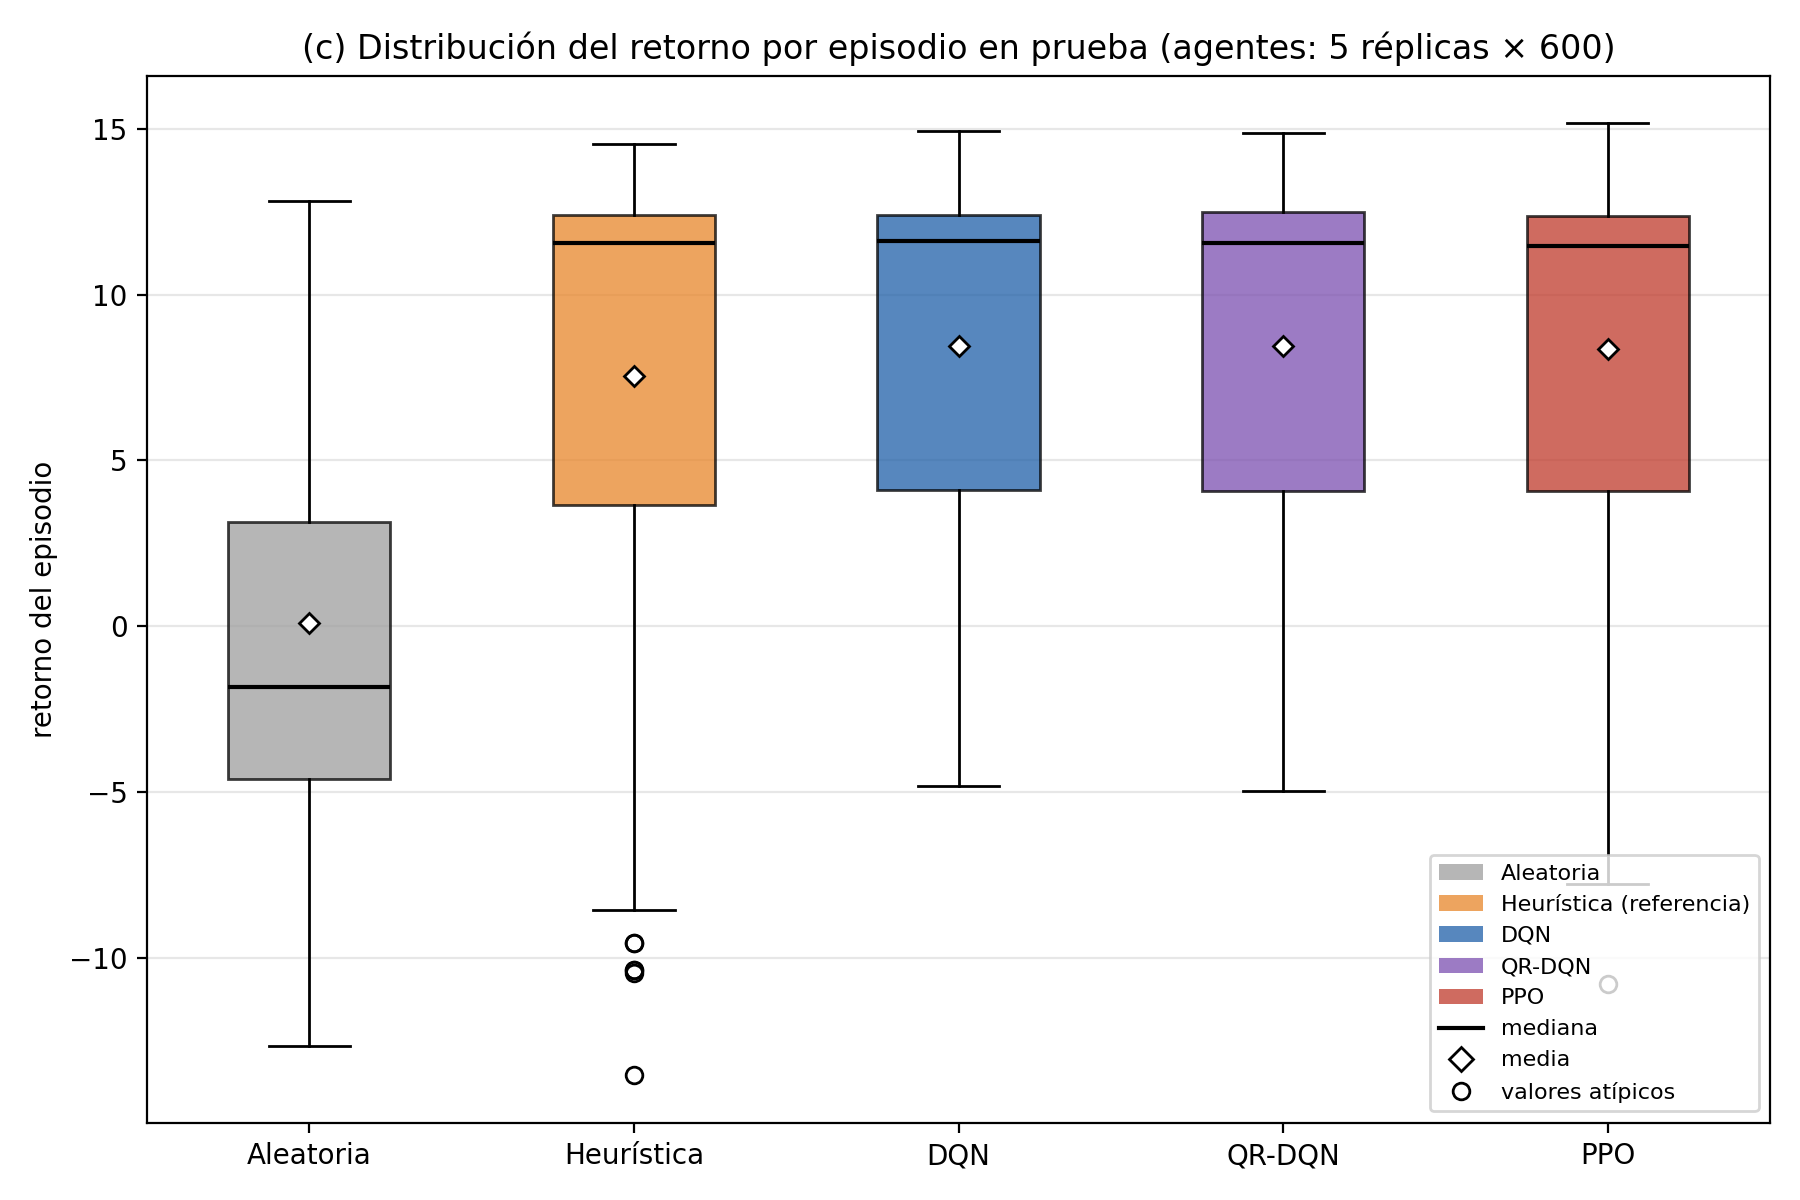 (c) Distribución del retorno por episodio en prueba (agentes: 5 réplicas × 600)
retorno del episodio
15
10
5
0
−5
−10
Aleatoria
Heurística (referencia)
DQN
QR-DQN
PPO
mediana
media
valores atípicos
Aleatoria
Heurística
DQN
QR-DQN
PPO